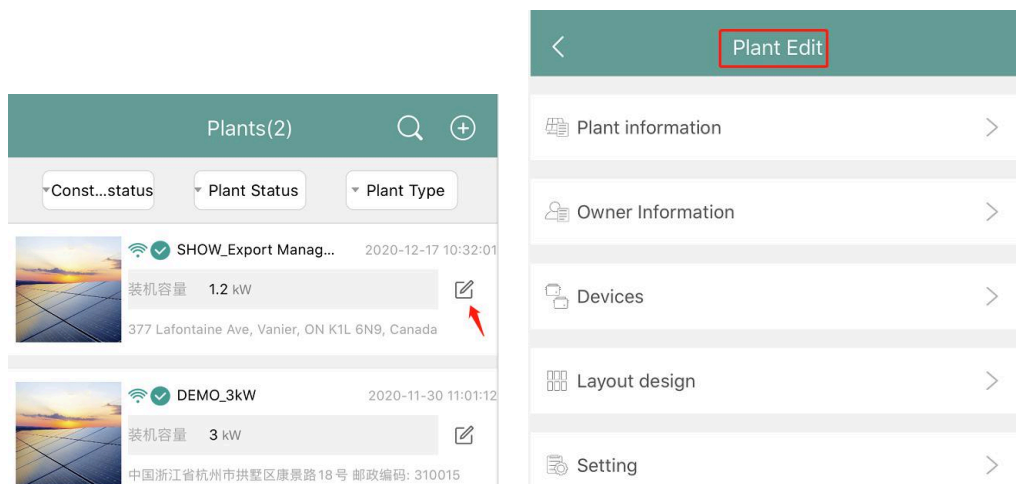 Plants(2)
Const...status Plant Status Plant Type
SHOW_Export Manag... 2020-12-17 10:32:01
装机容量 1.2 kW
377 Lafontaine Ave, Vanier, ON K1L 6N9, Canada
DEMO_3kW 2020-11-30 11:01:12
装机容量 3 kW
中国浙江省杭州市拱墅区康景路18号 邮政编码: 310015
Plant Edit
Plant information
Owner Information
Devices
Layout design
Setting